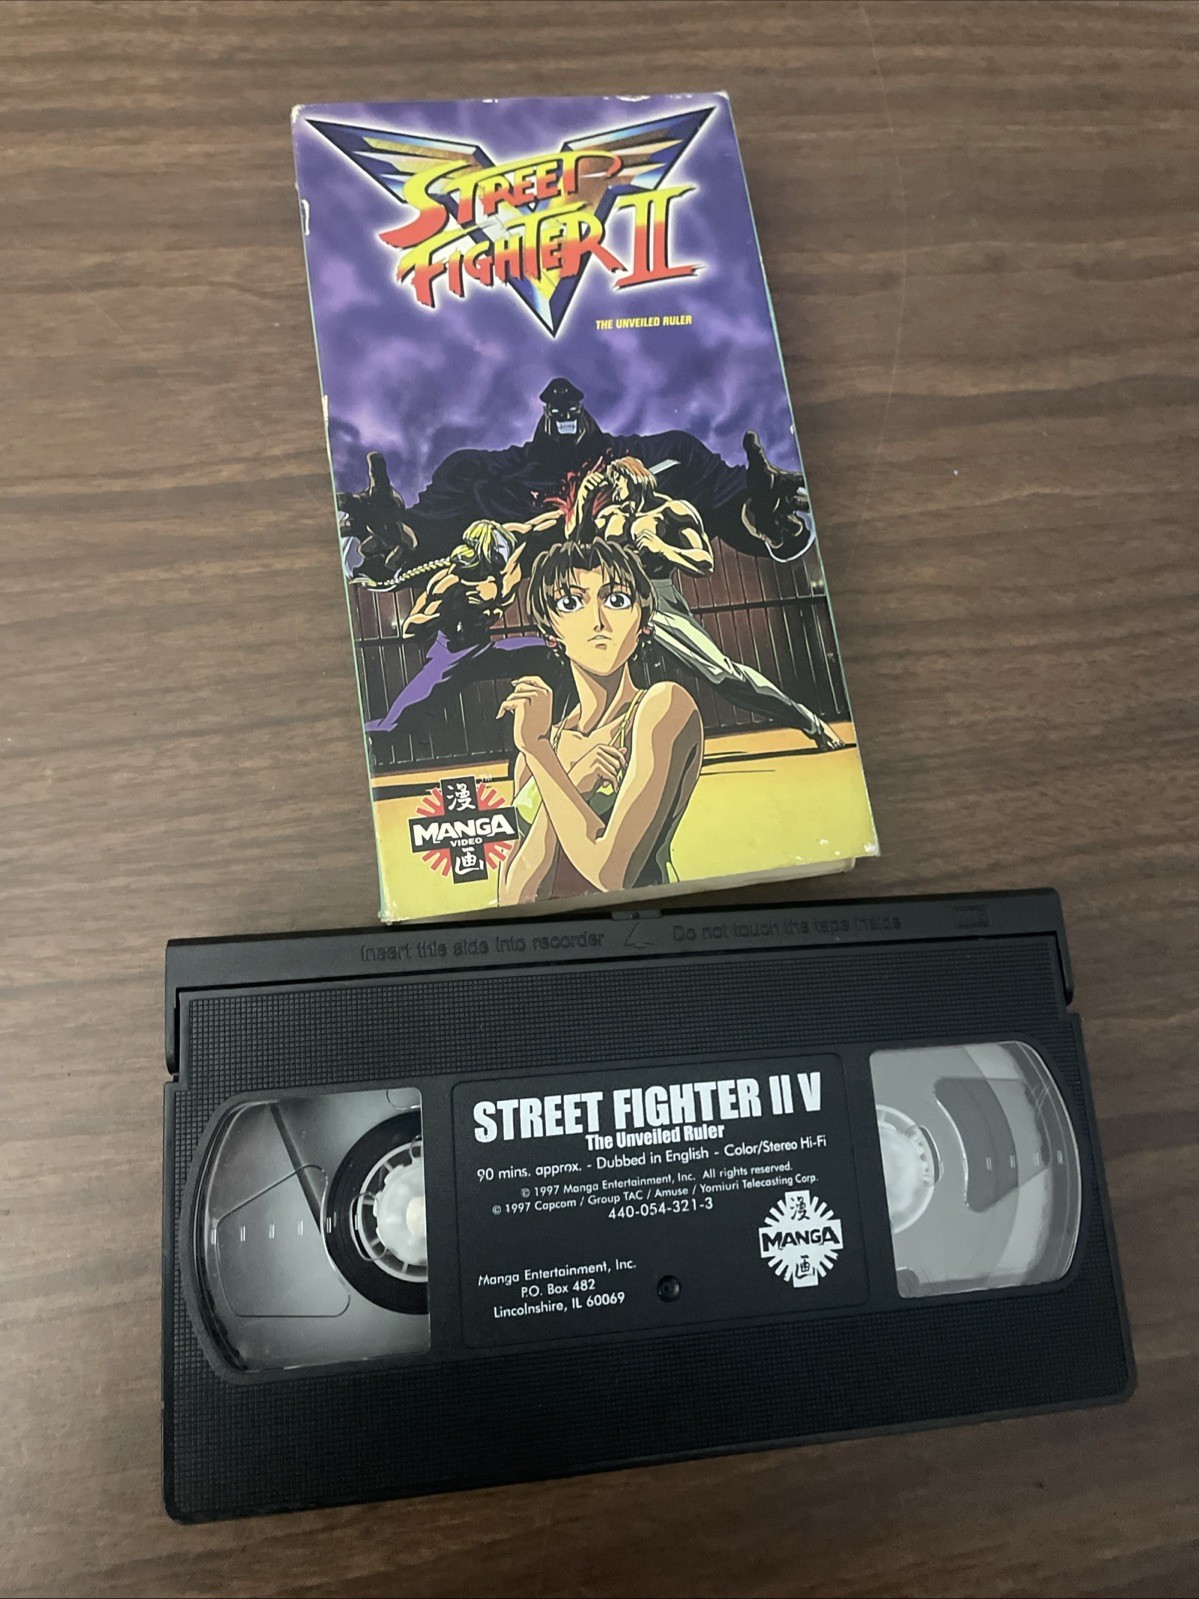 STREET
FIGHTER II
V
THE UNVEILED RULER
漫
TM
MANGA
VIDEO
画
Insert this side into recorder
Do not touch the tape inside
STREET FIGHTER II V
The Unveiled Ruler
90 mins. approx. - Dubbed in English - Color/Stereo Hi-Fi
© 1997 Manga Entertainment, Inc. All rights reserved.
© 1997 Capcom / Group TAC / Amuse / Yomiuri Telecasting Corp.
440-054-321-3
漫
MANGA
画
Manga Entertainment, Inc.
P.O. Box 482
Lincolnshire, IL 60069